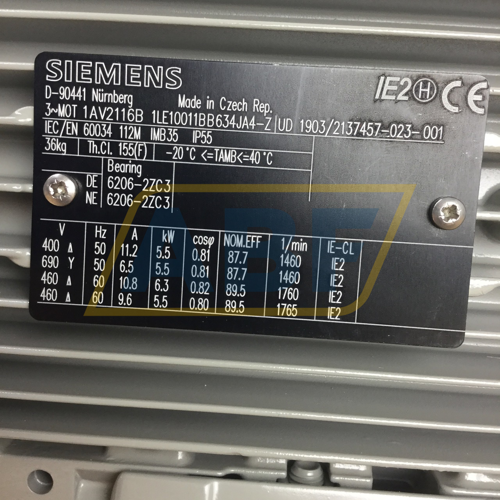 SIEMENS
IE2 H CE
D-90441 Nürnberg Made in Czech Rep.
3~MOT 1AV2116B 1LE10011BB634JA4-Z UD 1903/2137457-023-001
IEC/EN 60034 112M IMB35 IP55
36kg Th.Cl. 155(F) -20°C <=TAMB<=40°C
Bearing
DE 6206-2ZC3
NE 6206-2ZC3
V Hz A kW cosφ NOM.EFF 1/min IE-CL
400 Δ 50 11.2 5.5 0.81 87.7 1460 IE2
690 Y 50 6.5 5.5 0.81 87.7 1460 IE2
460 Δ 60 10.8 6.3 0.82 89.5 1760 IE2
460 Δ 60 9.6 5.5 0.80 89.5 1765 IE2